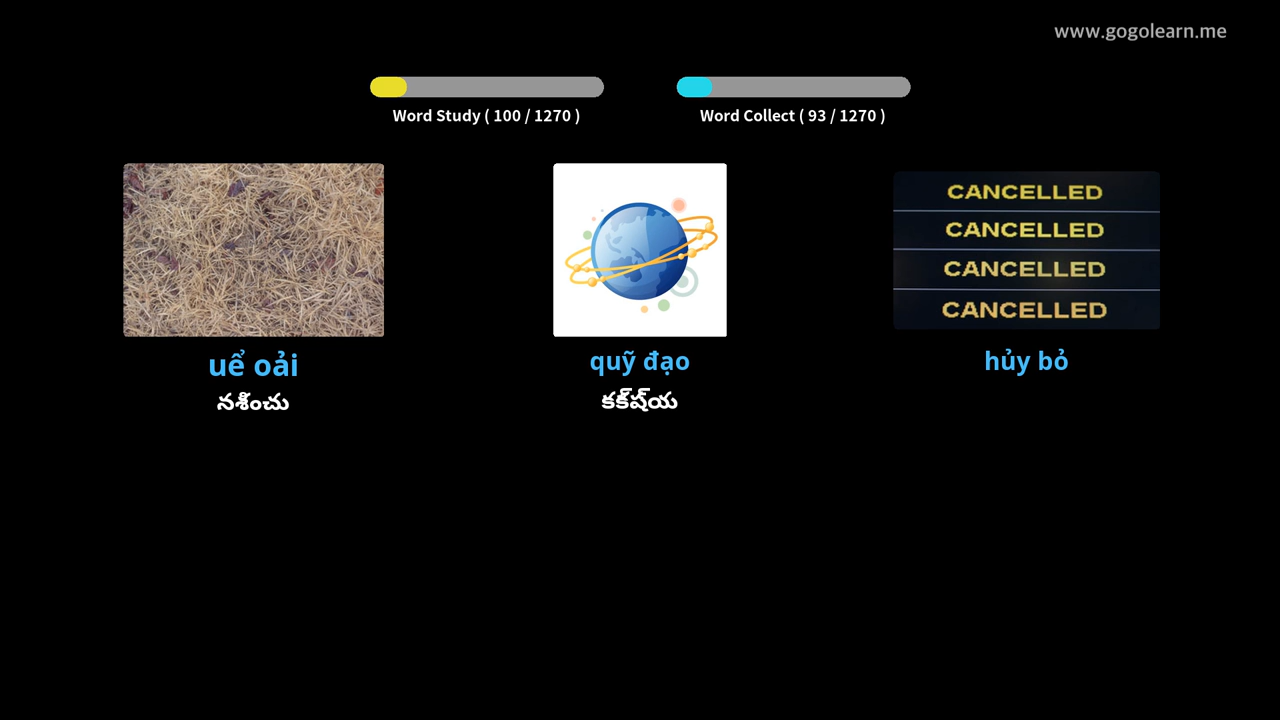 www.gogolearn.me
Word Study ( 100 / 1270 )
Word Collect ( 93 / 1270 )
CANCELLED
CANCELLED
CANCELLED
CANCELLED
uể oải
quỹ đạo
hủy bỏ
నశించు
కక్ష్య